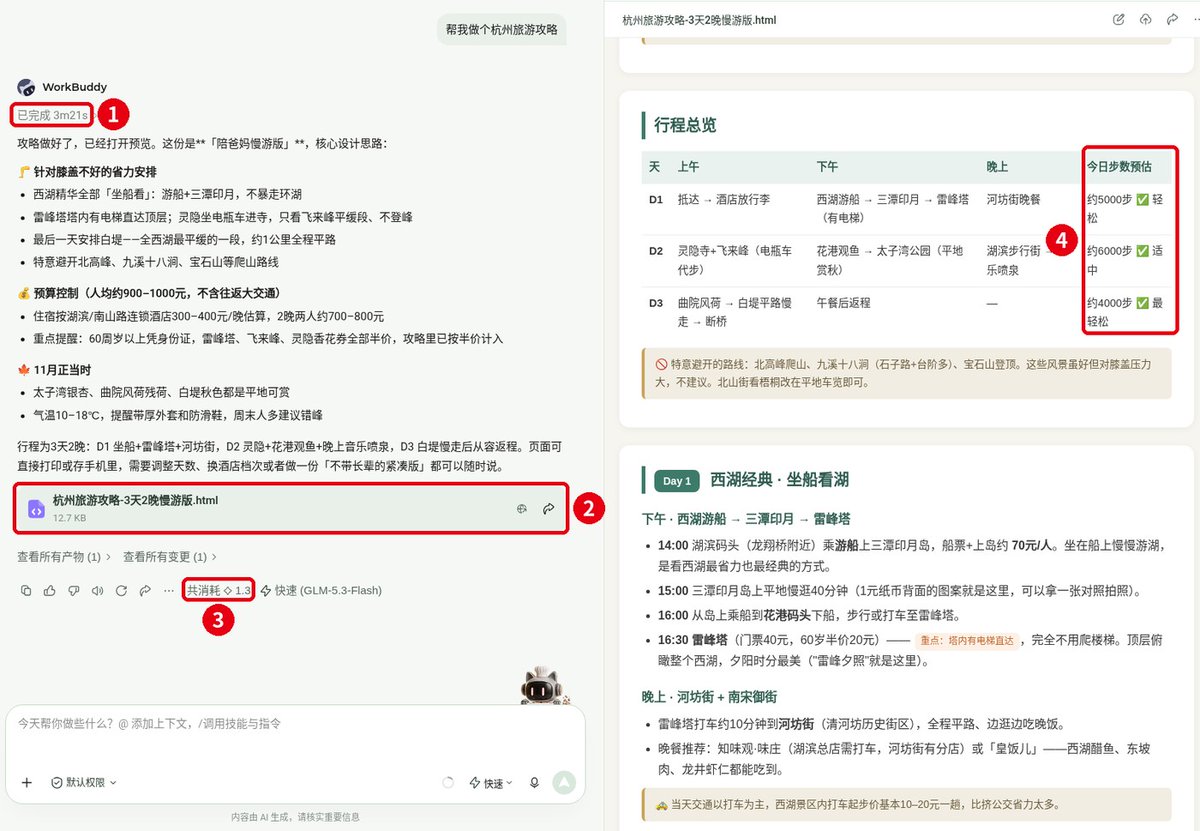 帮我做个杭州旅游攻略
WorkBuddy
已完成 3m21s
1
攻略做好了，已经打开预览。这份是**「陪爸妈慢游版」**，核心设计思路：
针对膝盖不好的省力安排
西湖精华全部「坐船看」：游船+三潭印月，不暴走环湖
雷峰塔塔内有电梯直达顶层；灵隐坐电瓶车进寺，只看飞来峰平缓段、不登峰
最后一天安排白堤——全西湖最平缓的一段，约1公里全程平路
特意避开北高峰、九溪十八涧、宝石山等爬山路线
预算控制（人均约900–1000元，不含往返大交通）
住宿按湖滨/南山路连锁酒店300–400元/晚估算，2晚两人约700–800元
重点提醒：60周岁以上凭身份证，雷峰塔、飞来峰、灵隐香花券全部半价，攻略里已按半价计入
11月正当时
太子湾银杏、曲院风荷残荷、白堤秋色都是平地可赏
气温10–18℃，提醒带厚外套和防滑鞋，周末人多建议错峰
行程为3天2晚：D1 坐船+雷峰塔+河坊街，D2 灵隐+花港观鱼+晚上音乐喷泉，D3 白堤慢走后从容返程。页面可
直接打印或存手机里，需要调整天数、换酒店档次或者做一份「不带长辈的紧凑版」都可以随时说。
杭州旅游攻略-3天2晚慢游版.html
12.7 KB
2
查看所有产物 (1) 查看所有变更 (1)
共消耗 1.3 快速 (GLM-5.3-Flash)
3
今天帮你做些什么？@ 添加上下文，/调用技能与指令
默认权限 快速
内容由 AI 生成，请核实重要信息
杭州旅游攻略-3天2晚慢游版.html
行程总览
天 上午 下午 晚上 今日步数预估
D1 抵达 → 酒店放行李 西湖游船 → 三潭印月 → 雷峰塔 河坊街晚餐 约5000步 ✅ 轻
（有电梯） 松
4
D2 灵隐寺+飞来峰（电瓶车 花港观鱼 → 太子湾公园（平地 湖滨步行街 → 约6000步 ✅ 适
代步） 赏秋） 乐喷泉 中
D3 曲院风荷 → 白堤平路慢 午餐后返程 — 约4000步 ✅ 最
走 → 断桥 轻松
🚫 特意避开的路线：北高峰爬山、九溪十八涧（石子路+台阶多）、宝石山登顶。这些风景虽好但对膝盖压力
大，不建议。北山街看梧桐改在平地车览即可。
Day 1 西湖经典 · 坐船看湖
下午 · 西湖游船 → 三潭印月 → 雷峰塔
14:00 湖滨码头（龙翔桥附近）乘游船上三潭印月岛，船票+上岛约 70元/人。坐在船上慢慢游湖，
是看西湖最省力也最经典的方式。
15:00 三潭印月岛上平地慢逛40分钟（1元纸币背面的图案就是这里，可以拿一张对照拍照）。
16:00 从岛上乘船到花港码头下船，步行或打车至雷峰塔。
16:30 雷峰塔（门票40元，60岁半价20元）—— 重点：塔内有电梯直达 ，完全不用爬楼梯。顶层俯
瞰整个西湖，夕阳时分最美（"雷峰夕照"就是这里）。
晚上 · 河坊街 + 南宋御街
雷峰塔打车约10分钟到河坊街（清河坊历史街区），全程平路、边逛边吃晚饭。
晚餐推荐：知味观·味庄（湖滨总店需打车，河坊街有分店）或「皇饭儿」——西湖醋鱼、东坡
肉、龙井虾仁都能吃到。
🚕 当天交通以打车为主，西湖景区内打车起步价基本10–20元一趟，比挤公交省力太多。